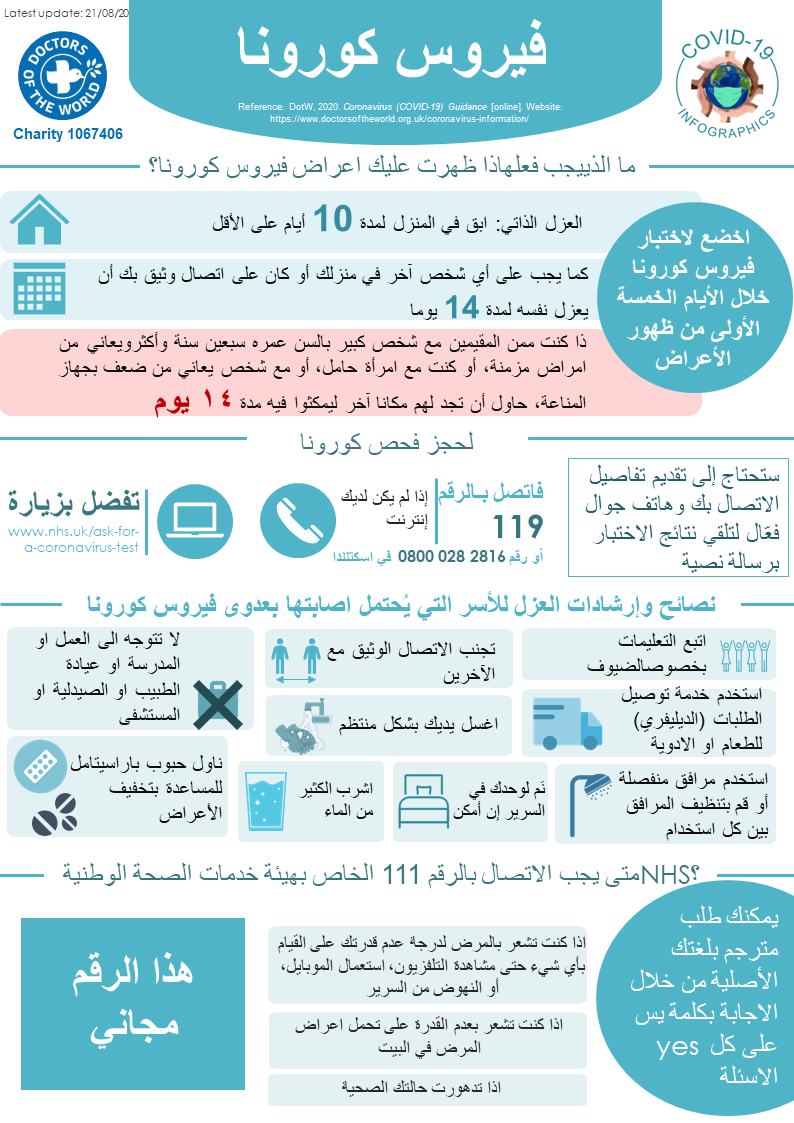 Latest update: 21/08/20
DOCTORS OF THE WORLD
Charity 1067406
فيروس كورونا
Reference: DotW, 2020. Coronavirus (COVID-19) Guidance [online]. Website:
https://www.doctorsoftheworld.org.uk/coronavirus-information/
COVID-19
INFOGRAPHICS
ما الذييجب فعلهاذا ظهرت عليك اعراض فيروس كورونا؟
اخضع لاختبار
فيروس كورونا
خلال الأيام الخمسة
الأولى من ظهور
الأعراض
العزل الذاتي: ابق في المنزل لمدة 10 أيام على الأقل
كما يجب على أي شخص آخر في منزلك أو كان على اتصال وثيق بك أن
يعزل نفسه لمدة 14 يوما
ذا كنت ممن المقيمين مع شخص كبير بالسن عمره سبعين سنة وأكثرويعاني من
امراض مزمنة، أو كنت مع امرأة حامل، أو مع شخص يعاني من ضعف بجهاز
المناعة، حاول أن تجد لهم مكانا آخر ليمكثوا فيه مدة ١٤ يوم
لحجز فحص كورونا
ستحتاج إلى تقديم تفاصيل
الاتصال بك وهاتف جوال
فعّال لتلقي نتائج الاختبار
برسالة نصية
فاتصل بـالرقم
119
إذا لم يكن لديك
إنترنت
أو رقم 2816 028 0800 في اسكتلندا
تفضل بزيارة
www.nhs.uk/ask-for-
a-coronavirus-test
نصائح وإرشادات العزل للأسر التي يُحتمل اصابتها بعدوى فيروس كورونا
اتبع التعليمات
بخصوصالضيوف
تجنب الاتصال الوثيق مع
الآخرين
لا تتوجه الى العمل او
المدرسة او عيادة
الطبيب او الصيدلية او
المستشفى
استخدم خدمة توصيل
الطلبات (الديليفري)
للطعام او الادوية
اغسل يديك بشكل منتظم
ناول حبوب باراسيتامل
للمساعدة بتخفيف
الأعراض
استخدم مرافق منفصلة
أو قم بتنظيف المرافق
بين كل استخدام
نَم لوحدك في
السرير إن أمكن
اشرب الكثير
من الماء
متى يجب الاتصال بالرقم 111 الخاص بهيئة خدمات الصحة الوطنية NHS؟
يمكنك طلب
مترجم بلغتك
الأصلية من خلال
الاجابة بكلمة يس
yes على كل
الاسئلة
اذا كنت تشعر بالمرض لدرجة عدم قدرتك على القيام
بأي شيء حتى مشاهدة التلفزيون، استعمال الموبايل،
أو النهوض من السرير
اذا كنت تشعر بعدم القدرة على تحمل اعراض
المرض في البيت
اذا تدهورت حالتك الصحية
هذا الرقم
مجاني